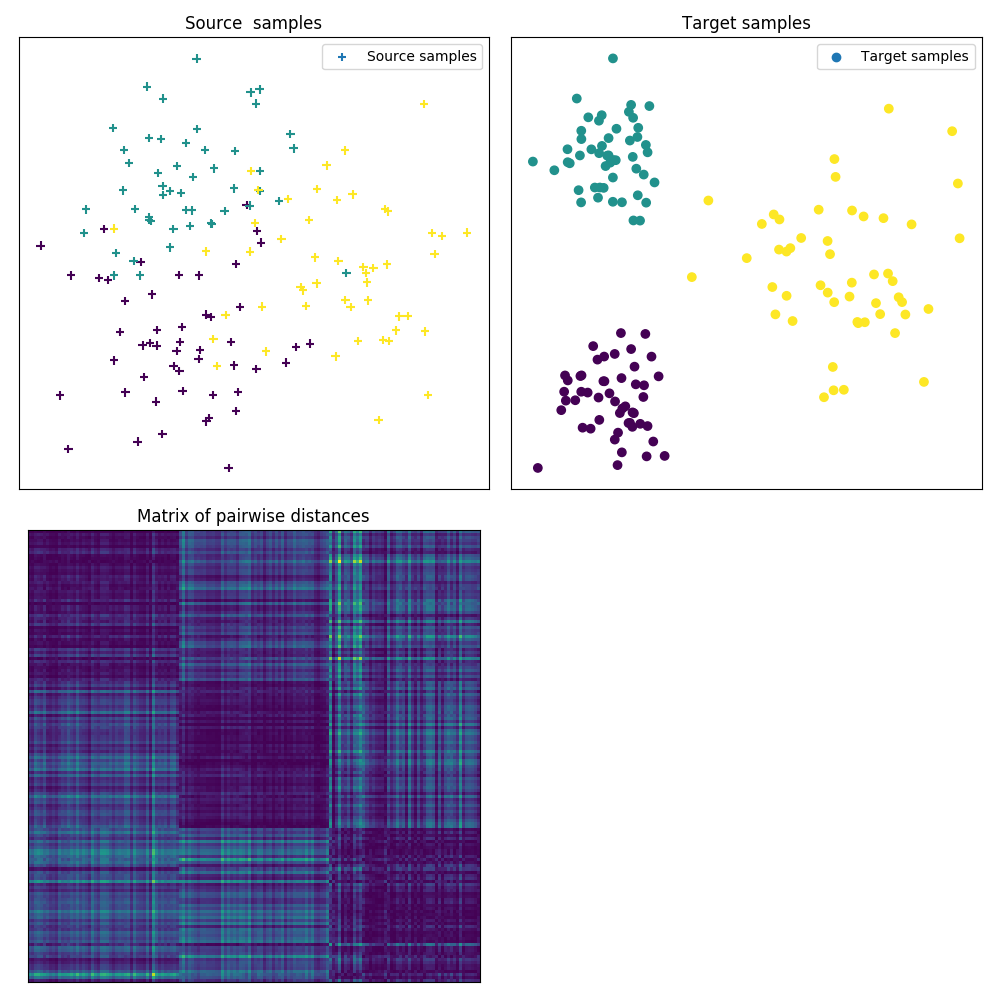 Source  samples
Source samples
Target samples
Target samples
Matrix of pairwise distances